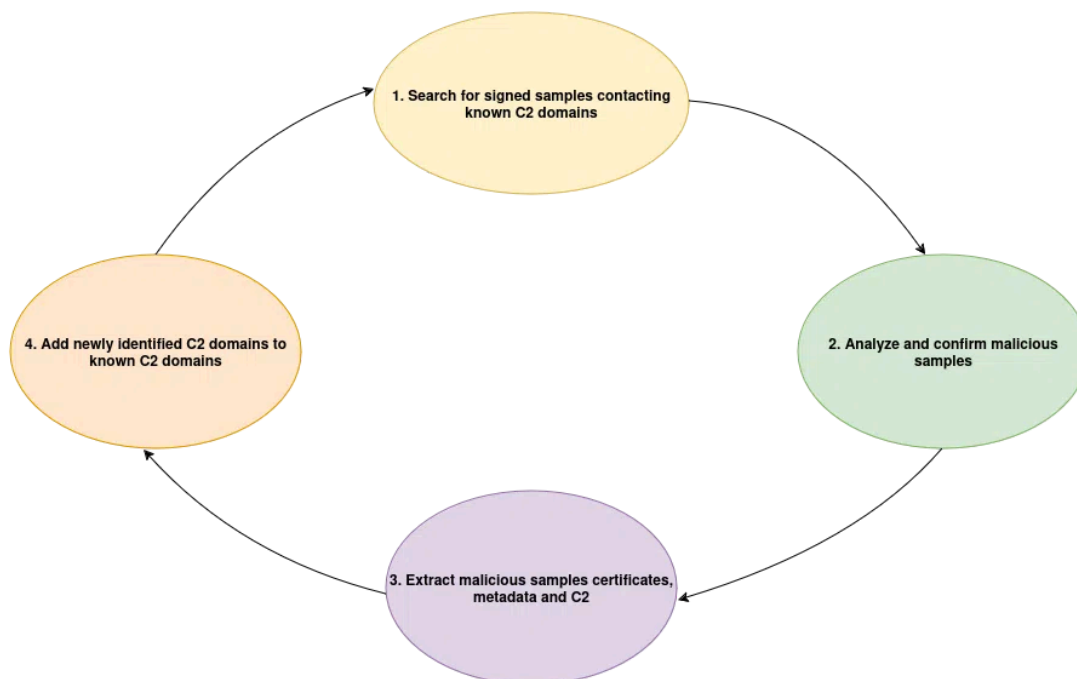 1. Search for signed samples contacting
known C2 domains
4. Add newly identified C2 domains to
known C2 domains
2. Analyze and confirm malicious
samples
3. Extract malicious samples certificates,
metadata and C2